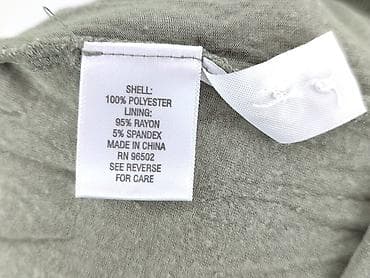 SHELL:
100% POLYESTER
LINING:
95% RAYON
5% SPANDEX
MADE IN CHINA
RN 96502
SEE REVERSE
FOR CARE